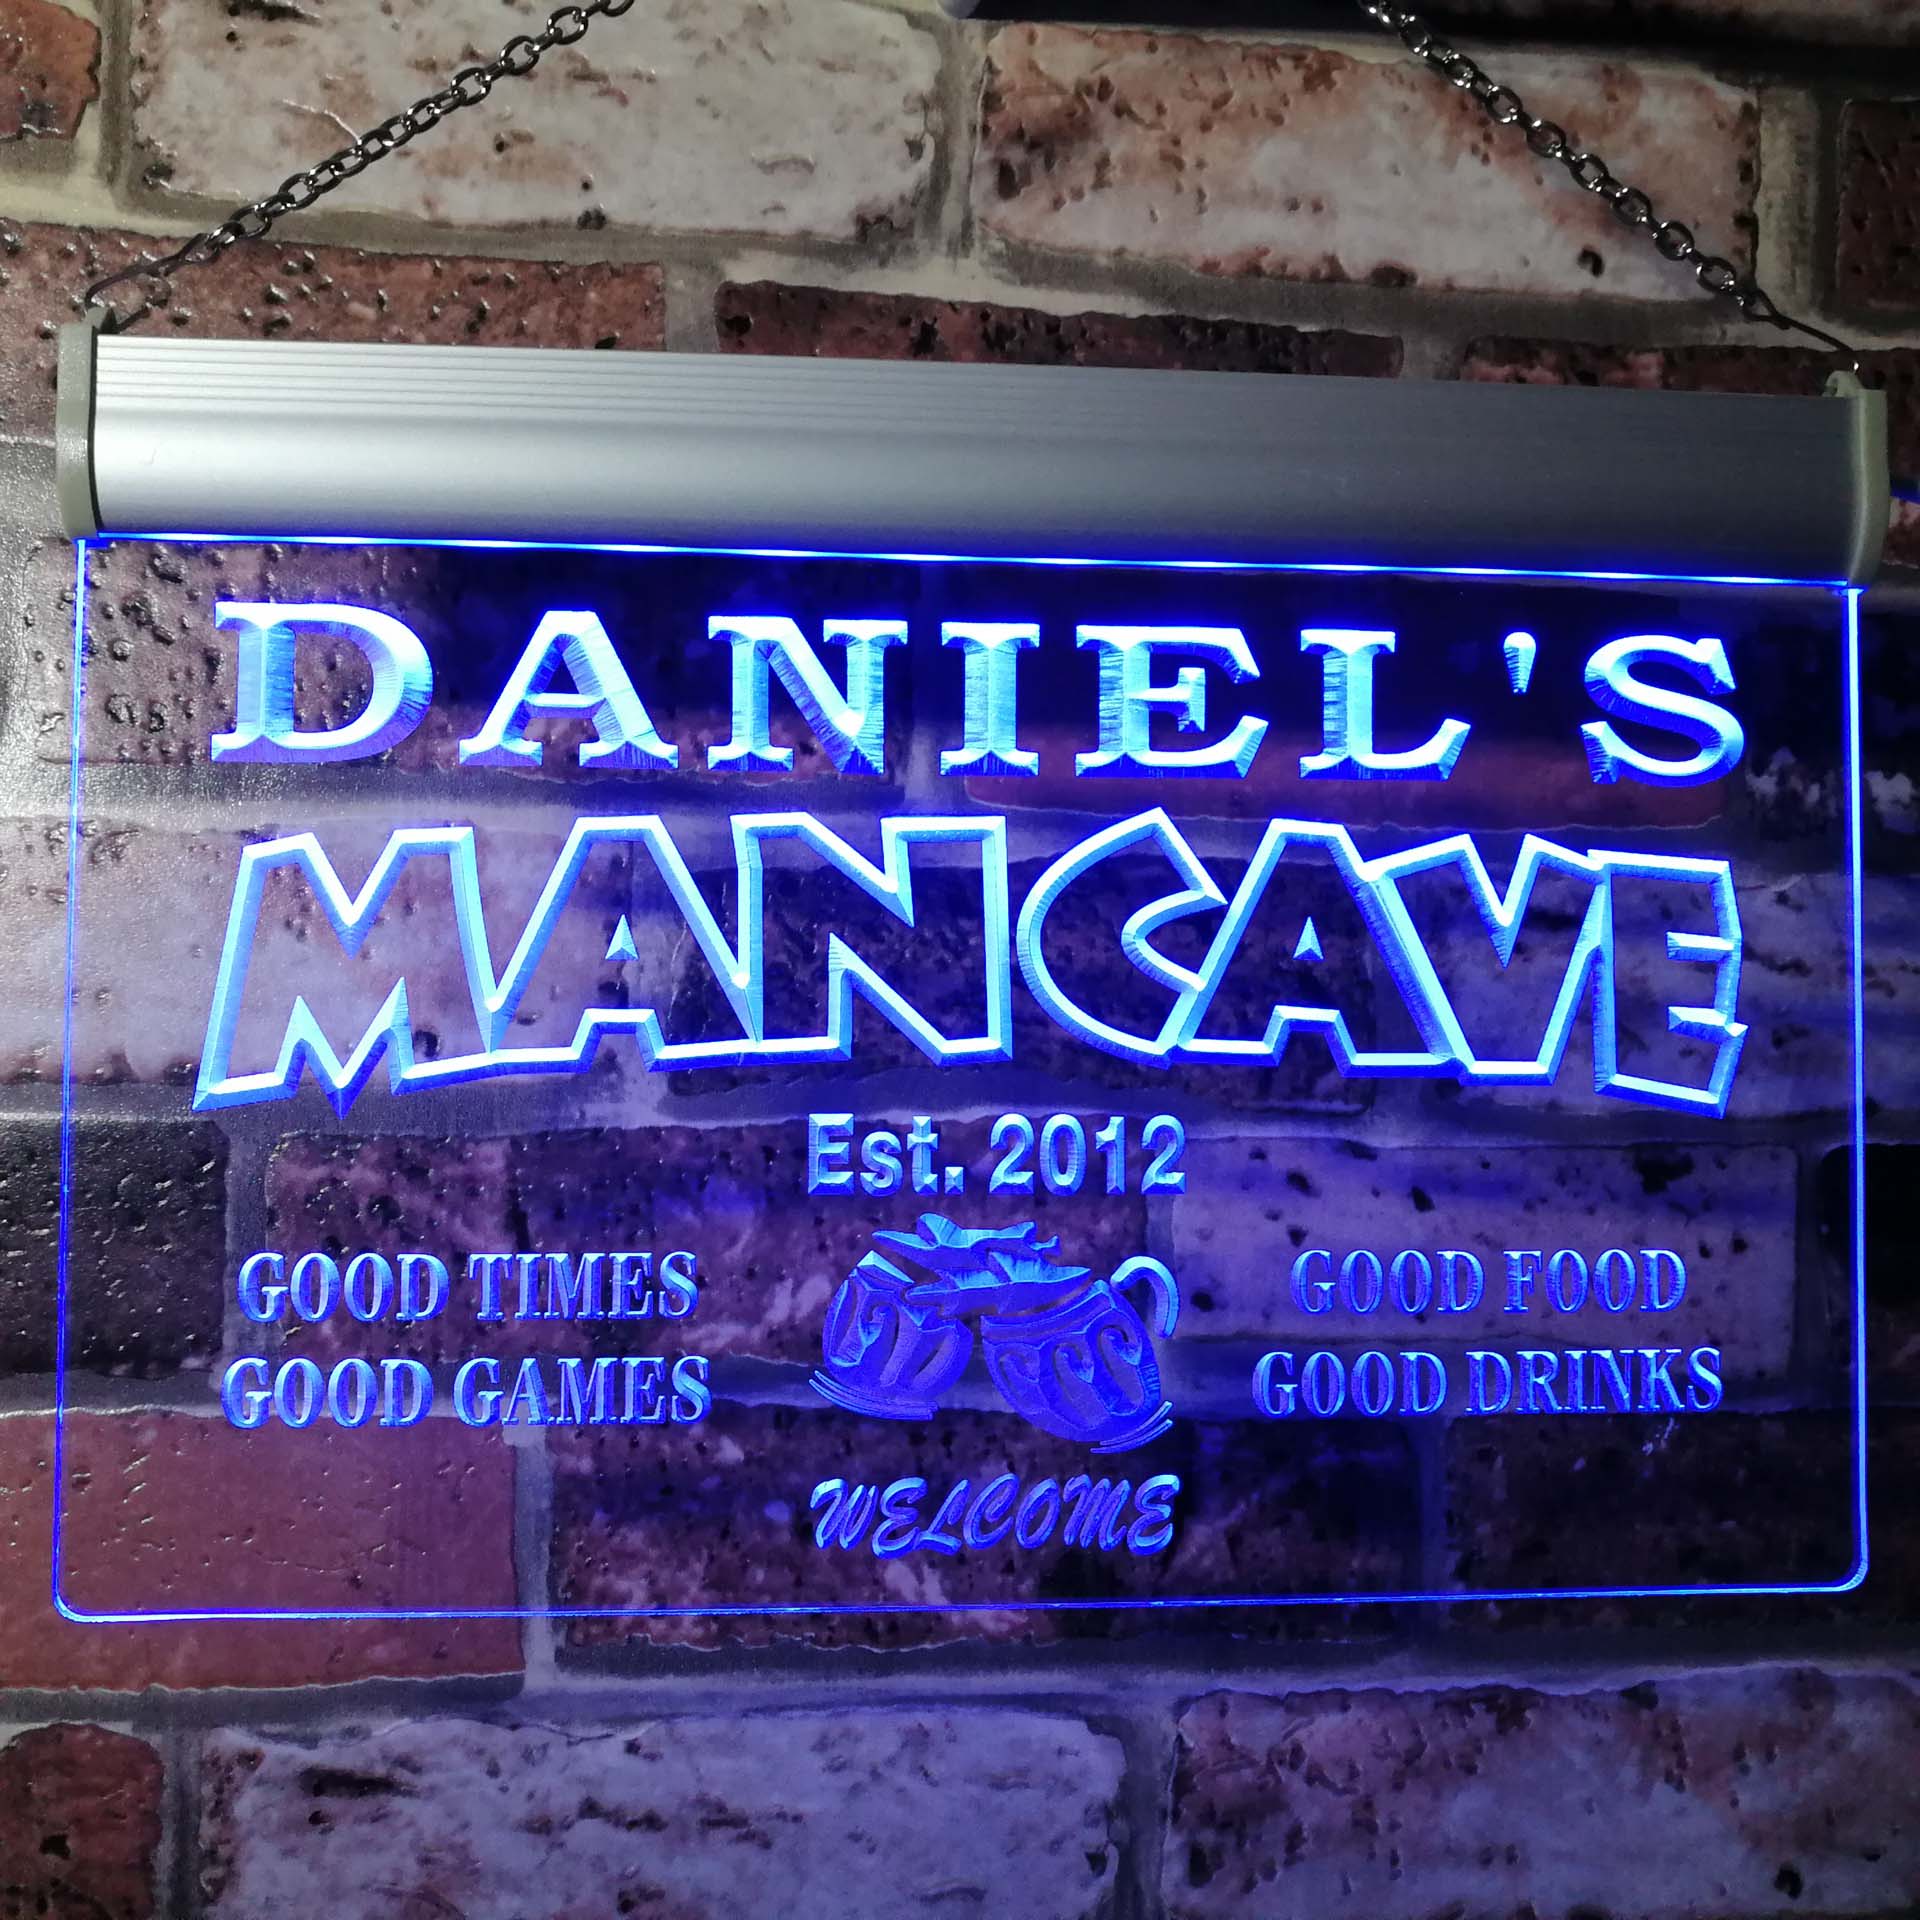 DANIEL'S
MANCAVE
Est. 2012
GOOD TIMES
GOOD GAMES
GOOD FOOD
GOOD DRINKS
WELCOME